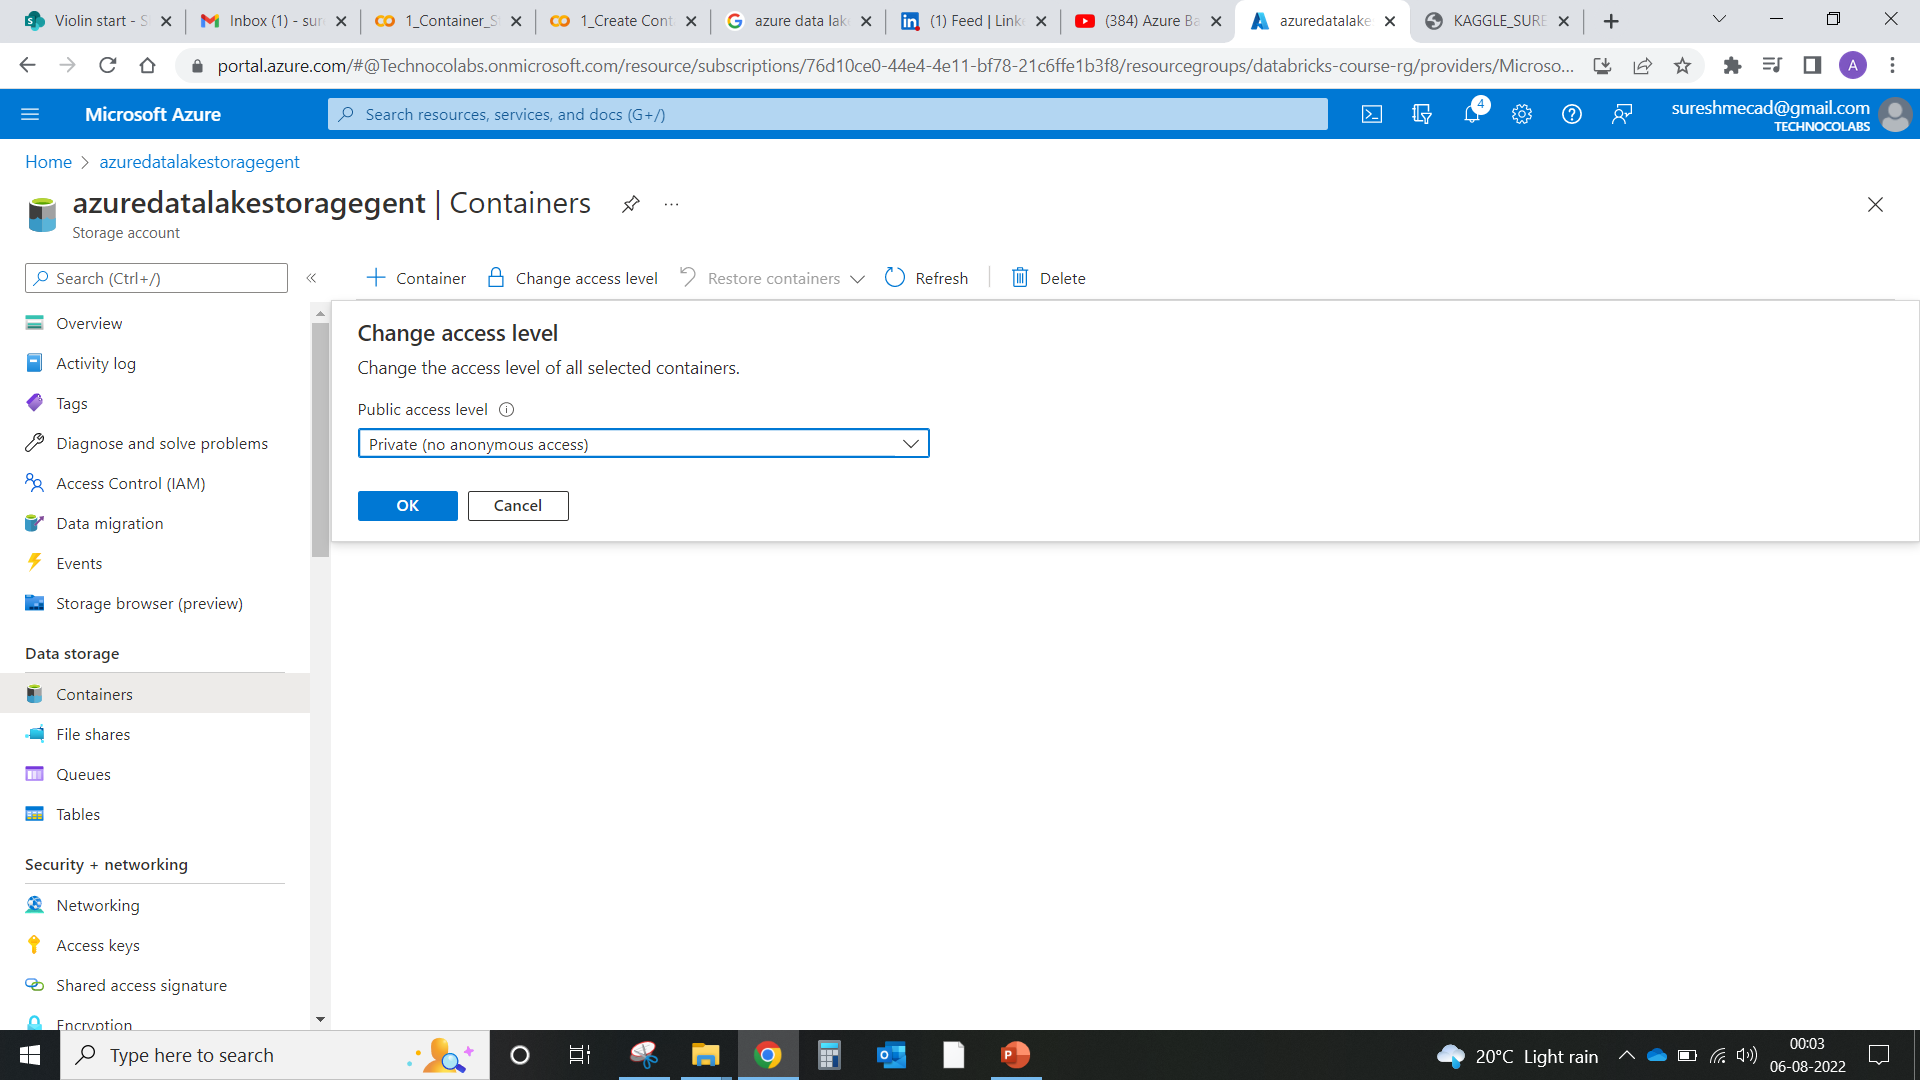 Violin start - S
Inbox (1) - sur
1_Container_S
1_Create Cont
azure data lak
(1) Feed | Linke
(384) Azure Ba
azuredatalake
KAGGLE_SURE
portal.azure.com/#@Technocolabs.onmicrosoft.com/resource/subscriptions/76d10ce0-44e4-4e11-bf78-21c6ffe1b3f8/resourcegroups/databricks-course-rg/providers/Microso...
A
Microsoft Azure
Search resources, services, and docs (G+/)
4
sureshmecad@gmail.com
TECHNOCOLABS
Home > azuredatalakestoragegent
azuredatalakestoragegent | Containers
Storage account
Search (Ctrl+/)
Container
Change access level
Restore containers
Refresh
Delete
Overview
Activity log
Tags
Diagnose and solve problems
Access Control (IAM)
Data migration
Events
Storage browser (preview)
Data storage
Containers
File shares
Queues
Tables
Security + networking
Networking
Access keys
Shared access signature
Encryption
Change access level
Change the access level of all selected containers.
Public access level
Private (no anonymous access)
OK
Cancel
Type here to search
20°C Light rain
00:03
06-08-2022